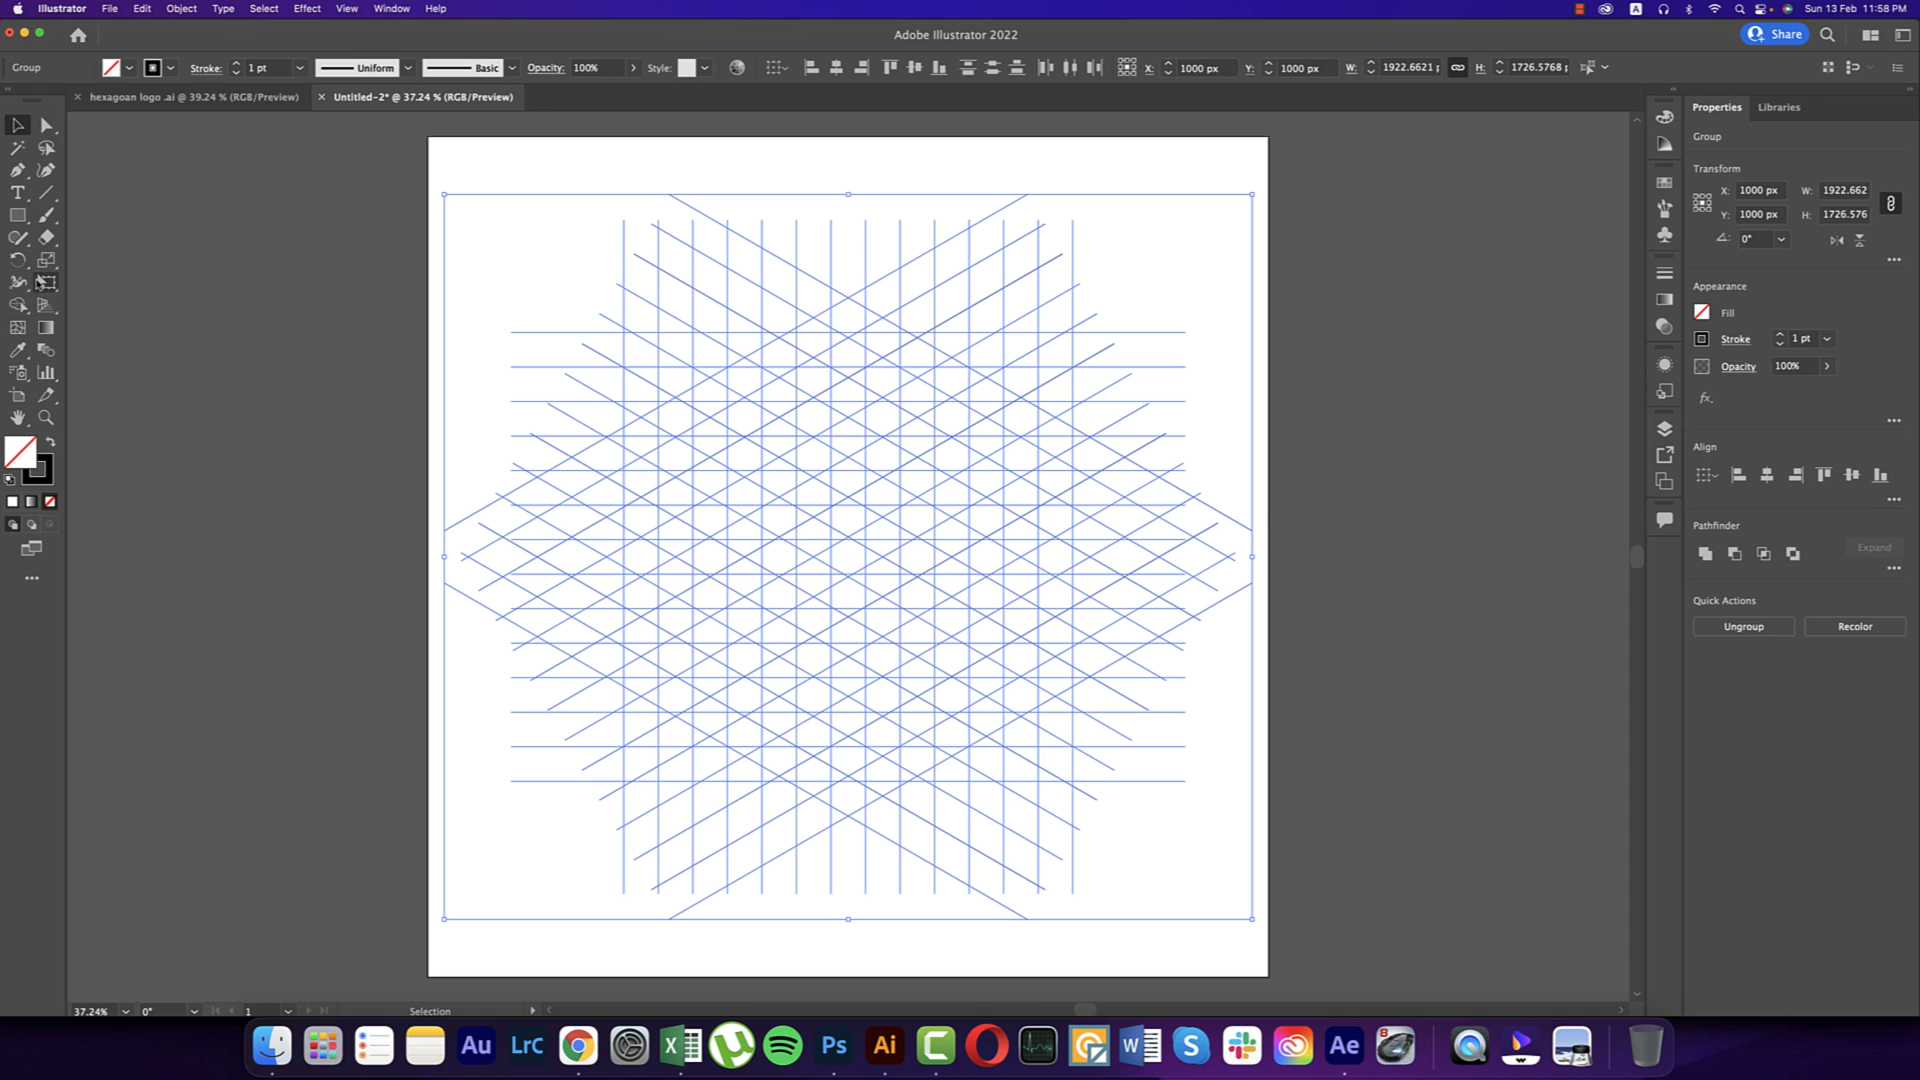 Illustrator File Edit Object Type Select Effect View Window Help
A
Sun 13 Feb 11:58 PM
Adobe Illustrator 2022
Share
Group
Stroke: 1 pt Uniform Basic Opacity: 100% Style: X: 1000 px Y: 1000 px W: 1922.6621 H: 1726.5768
hexagoan logo .ai @ 39.24 % (RGB/Preview)
Untitled-2* @ 37.24 % (RGB/Preview)
Properties Libraries
Group
Transform
X: 1000 px W: 1922.662
Y: 1000 px H: 1726.576
0°
Appearance
Fill
Stroke 1 pt
Opacity 100%
fx.
Align
Pathfinder
Expand
Quick Actions
Ungroup Recolor
37.24% 0° 1 Selection
Au LrC Ps Ai Ae